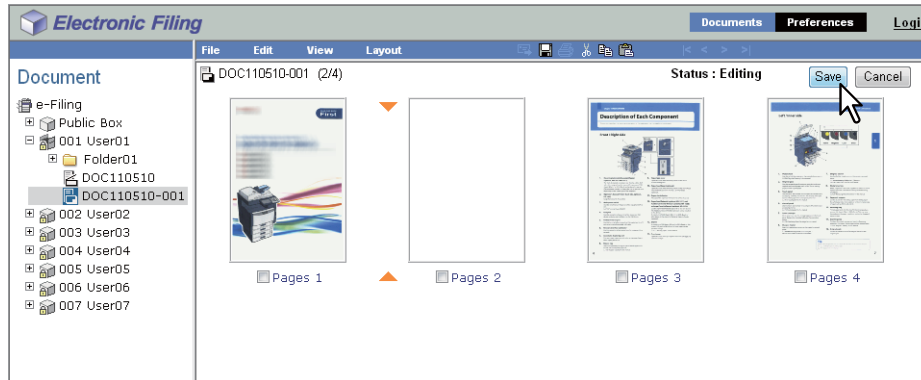 Electronic Filing
Documents Preferences Logi
File Edit View Layout |< < > >|
Document
e-Filing
Public Box
001 User01
Folder01
DOC110510
DOC110510-001
002 User02
003 User03
004 User04
005 User05
006 User06
007 User07
DOC110510-001 (2/4) Status : Editing Save Cancel
First
Description of Each Component
Pages 1 Pages 2 Pages 3 Pages 4